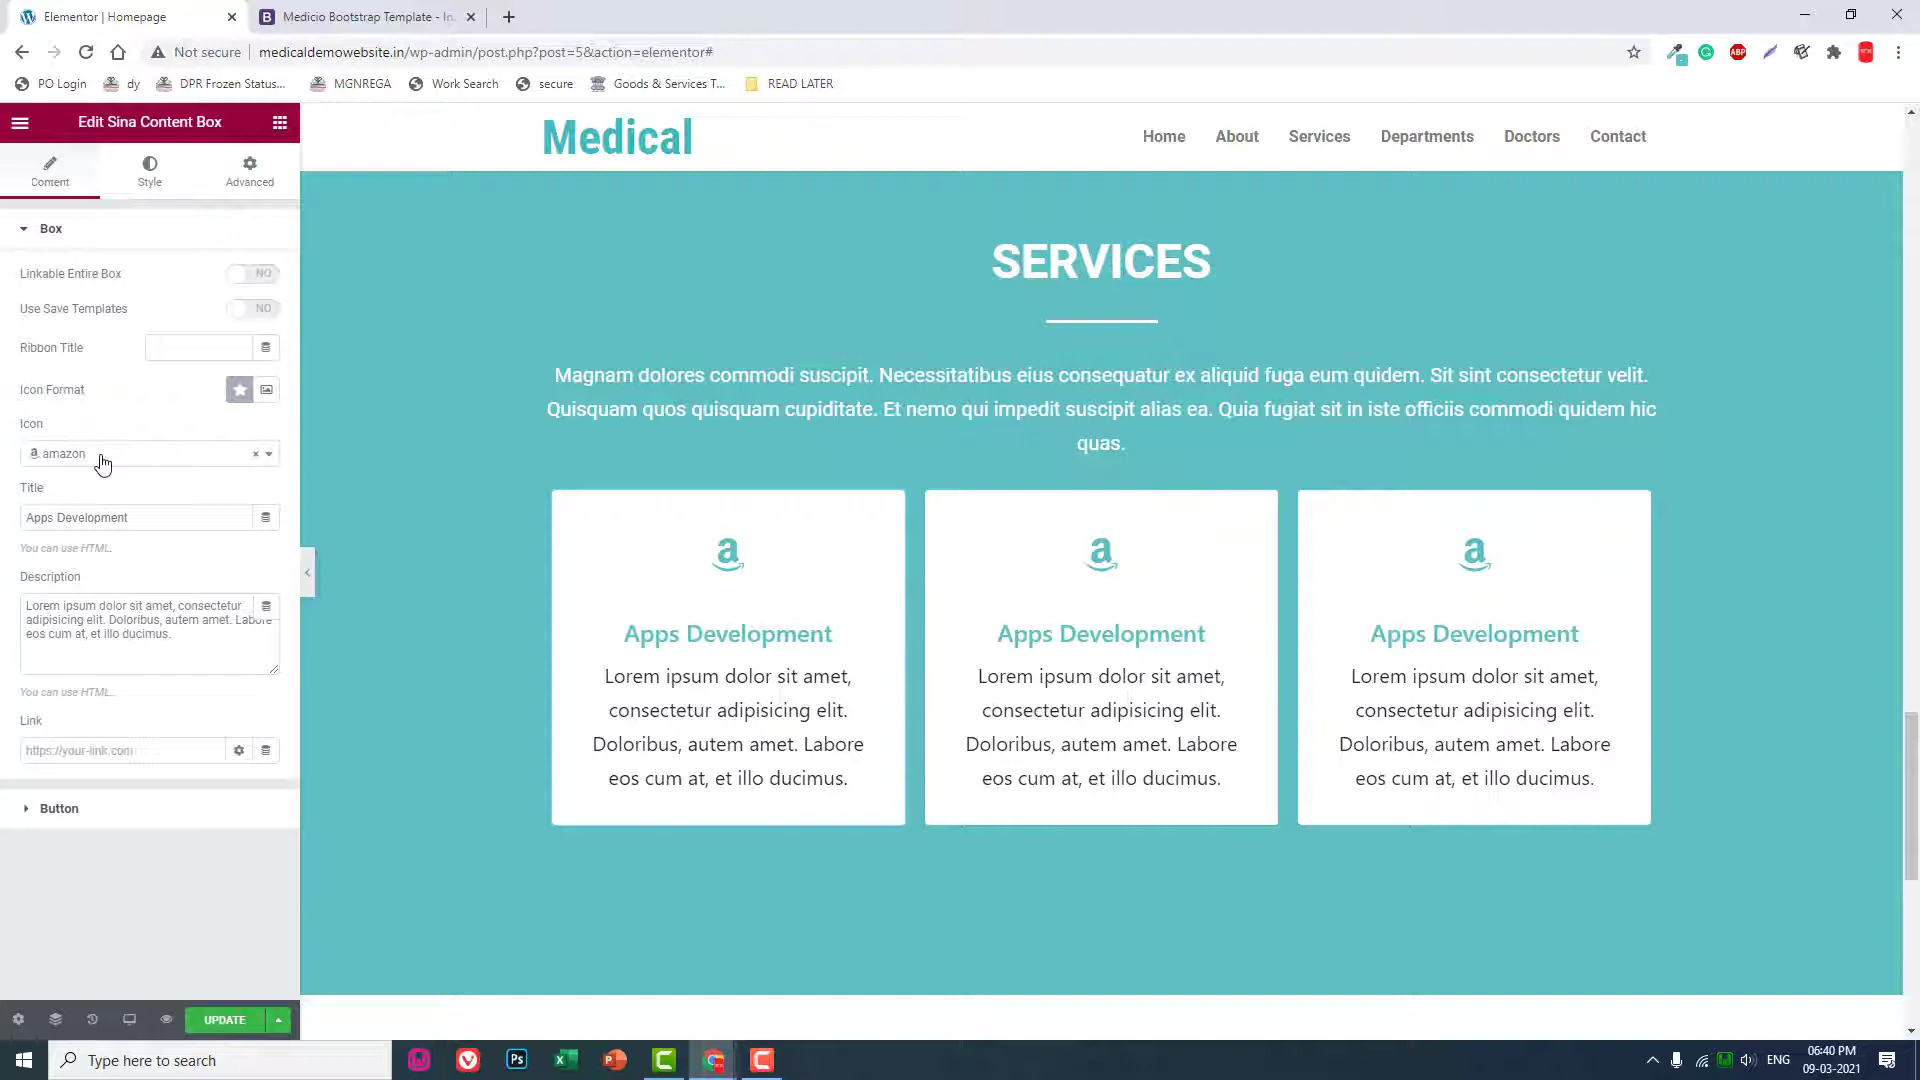 Elementor | Homepage
Medicio Bootstrap Template - In
Not secure
medicaldemowebsite.in/wp-admin/post.php?post=5&action=elementor#
ABP
PO Login
dy
DPR Frozen Status...
MGNREGA
Work Search
secure
Goods & Services T...
READ LATER
Edit Sina Content Box
Content
Style
Advanced
Box
Linkable Entire Box
NO
Use Save Templates
NO
Ribbon Title
Icon Format
Icon
amazon
Title
Apps Development
You can use HTML.
Description
Lorem ipsum dolor sit amet, consectetur
adipisicing elit. Doloribus, autem amet. Labore
eos cum at, et illo ducimus.
You can use HTML.
Link
https://your-link.com
Button
UPDATE
Medical
Home
About
Services
Departments
Doctors
Contact
SERVICES
Magnam dolores commodi suscipit. Necessitatibus eius consequatur ex aliquid fuga eum quidem. Sit sint consectetur velit.
Quisquam quos quisquam cupiditate. Et nemo qui impedit suscipit alias ea. Quia fugiat sit in iste officiis commodi quidem hic
quas.
Apps Development
Lorem ipsum dolor sit amet,
consectetur adipisicing elit.
Doloribus, autem amet. Labore
eos cum at, et illo ducimus.
Apps Development
Lorem ipsum dolor sit amet,
consectetur adipisicing elit.
Doloribus, autem amet. Labore
eos cum at, et illo ducimus.
Apps Development
Lorem ipsum dolor sit amet,
consectetur adipisicing elit.
Doloribus, autem amet. Labore
eos cum at, et illo ducimus.
Type here to search
Ps
ENG
06:40 PM
09-03-2021